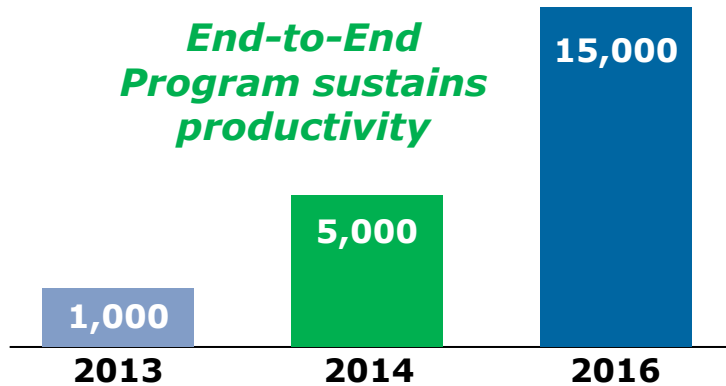 End-to-End
Program sustains
productivity
15,000
5,000
1,000
2013
2014
2016